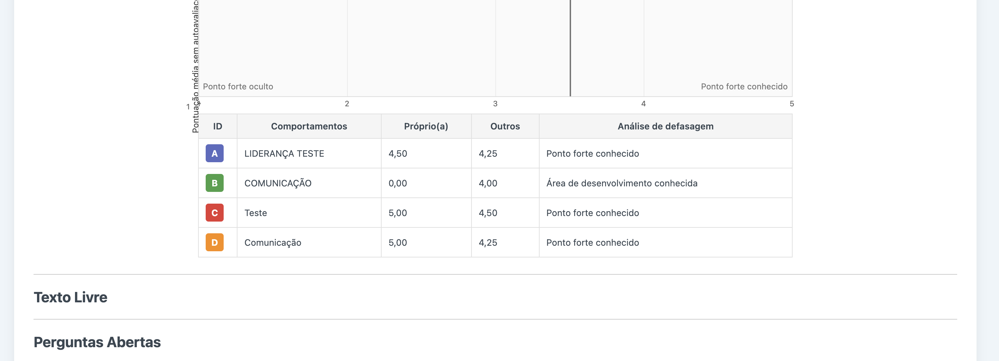 Pontuação média sem autoavaliaç
Ponto forte oculto
Ponto forte conhecido
1
1 2 3 4 5
ID Comportamentos Próprio(a) Outros Análise de defasagem
A LIDERANÇA TESTE 4,50 4,25 Ponto forte conhecido
B COMUNICAÇÃO 0,00 4,00 Área de desenvolvimento conhecida
C Teste 5,00 4,50 Ponto forte conhecido
D Comunicação 5,00 4,25 Ponto forte conhecido
Texto Livre
Perguntas Abertas